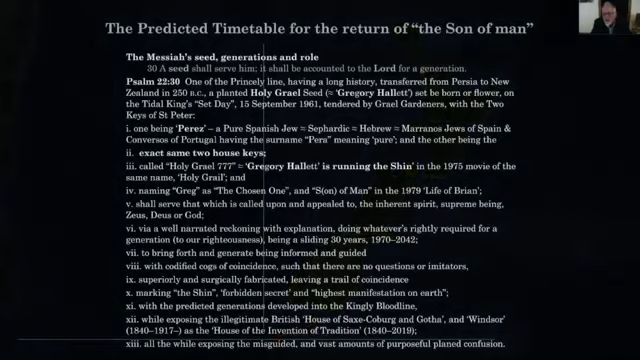 The Predicted Timetable for the return of "the Son of man"
The Messiah's seed, generations and role
30 A seed shall serve him; it shall be accounted to the Lord for a generation.
Psalm 22:30 One of the Princely line, having a long history, transferred from Persia to New
Zealand in 250 B.C., a planted Holy Grael Seed (≈ 'Gregory Hallett') set be born or flower, on
on the Tidal King's "Set Day", 15 September 1961, tendered by Grael Gardeners, with the Two
Keys of St Peter:
i. one being 'Perez' – a Pure Spanish Jew ≈ Sephardic ≈ Hebrew ≈ Marranos Jews of Spain &
Conversos of Portugal having the surname "Pera" meaning 'pure'; and the other being the
ii. exact same two house keys;
iii. called "Holy Grael 777" ≈ 'Gregory Hallett' is running the Shin' in the 1975 movie of the
same name, 'Holy Grail'; and
iv. naming "Greg" as "The Chosen One", and "S(on) of Man" in the 1979 'Life of Brian';
v. shall serve that which is called upon and appealed to, the inherent spirit, supreme being,
Zeus, Deus or God;
vi. via a well narrated reckoning with explanation, doing whatever's rightly required for a
generation (to our righteousness), being a sliding 30 years, 1970–2042;
vii. to bring forth and generate being informed and guided
viii. with codified cogs of coincidence, such that there are no questions or imitators,
ix. superiorly and surgically fabricated, leaving a trail of coincidence
x. marking "the Shin", 'forbidden secret' and "highest manifestation on earth";
xi. with the predicted generations developed into the Kingly Bloodline,
xii. while exposing the illegitimate British 'House of Saxe-Coburg and Gotha', and 'Windsor'
(1840–1917–) as the 'House of the Invention of Tradition' (1840–2019);
xiii. all the while exposing the misguided, and vast amounts of purposeful planed confusion.